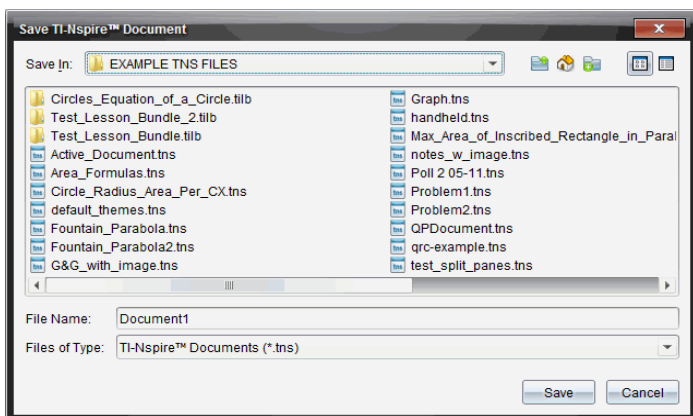 Save TI-Nspire™ Document
Save In: EXAMPLE TNS FILES
Circles_Equation_of_a_Circle.tilb
Test_Lesson_Bundle_2.tilb
Test_Lesson_Bundle.tilb
Active_Document.tns
Area_Formulas.tns
Circle_Radius_Area_Per_CX.tns
default_themes.tns
Fountain_Parabola.tns
Fountain_Parabola2.tns
G&G_with_image.tns
Graph.tns
handheld.tns
Max_Area_of_Inscribed_Rectangle_in_Paral
notes_w_image.tns
Poll 2 05-11.tns
Problem1.tns
Problem2.tns
QPDocument.tns
qrc-example.tns
test_split_panes.tns
File Name: Document1
Files of Type: TI-Nspire™ Documents (*.tns)
Save Cancel